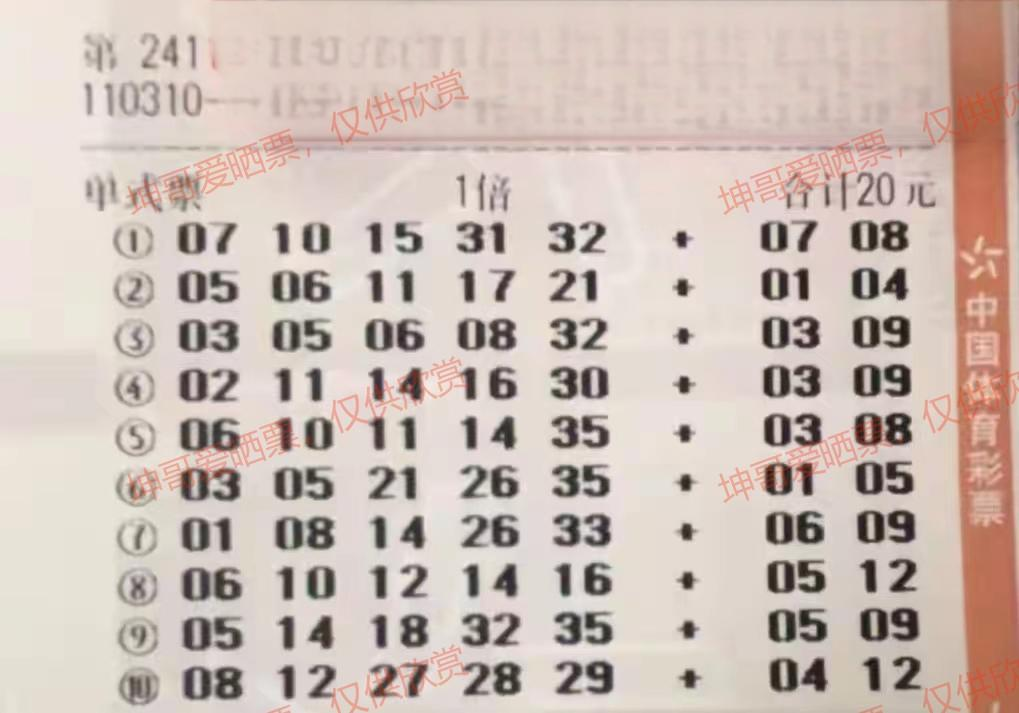 第 241
110310-
单式票 1倍 合计20元
① 07 10 15 31 32 + 07 08
② 05 06 11 17 21 + 01 04
③ 03 05 06 08 32 + 03 09
④ 02 11 14 16 30 + 03 09
⑤ 06 10 11 14 35 + 03 08
⑥ 03 05 21 26 35 + 01 05
⑦ 01 08 14 26 33 + 06 09
⑧ 06 10 12 14 16 + 05 12
⑨ 05 14 18 32 35 + 05 09
⑩ 08 12 27 28 29 + 04 12
中国体育彩票
坤哥爱晒票，仅供欣赏
坤哥爱晒票，仅供欣赏
坤哥爱晒票，仅供欣赏
坤哥爱晒票，仅供欣赏
仅供欣赏
仅供欣